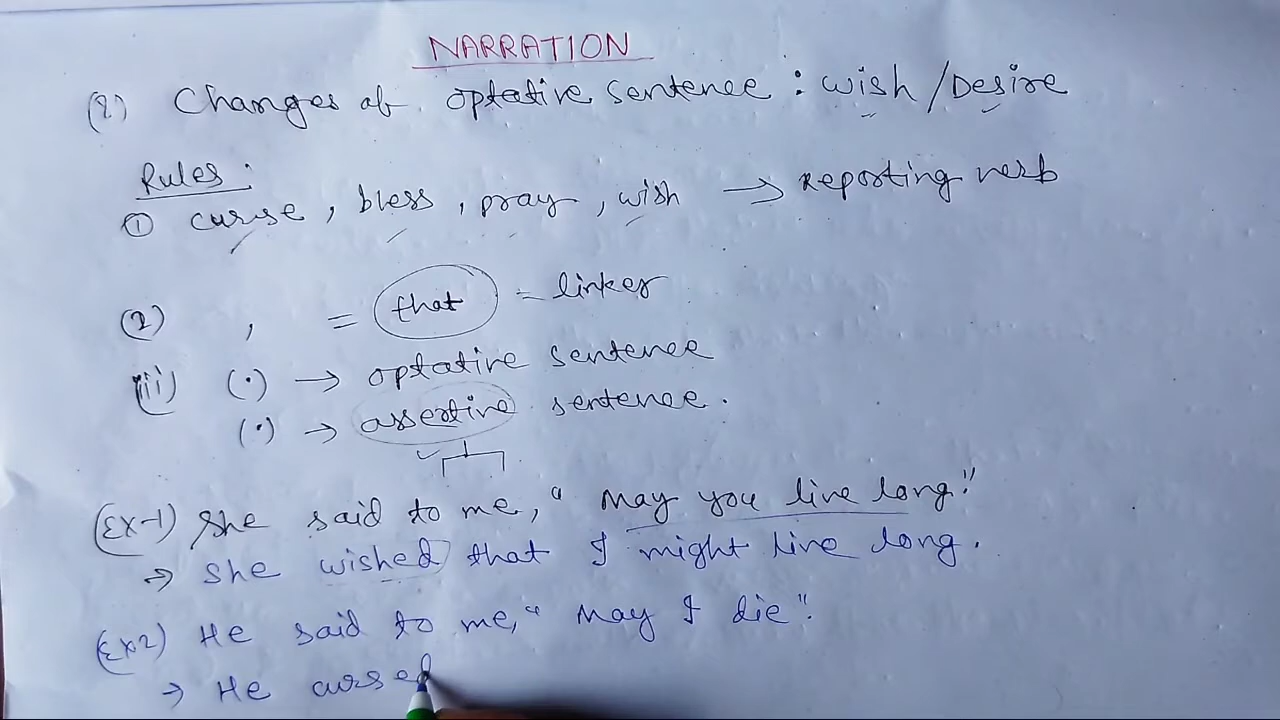 NARRATION
(2) Changes of optative sentence : wish / Desire
Rules :
① curse , bless , pray , wish → reporting verb
(2) , = that = linker
(iii) (.) → optative sentence
(.) → assertive sentence .
(Ex-1) She said to me, " May you live long."
→ She wished that I might live long .
(Ex-2) He said to me, " May I die ".
→ He cursed